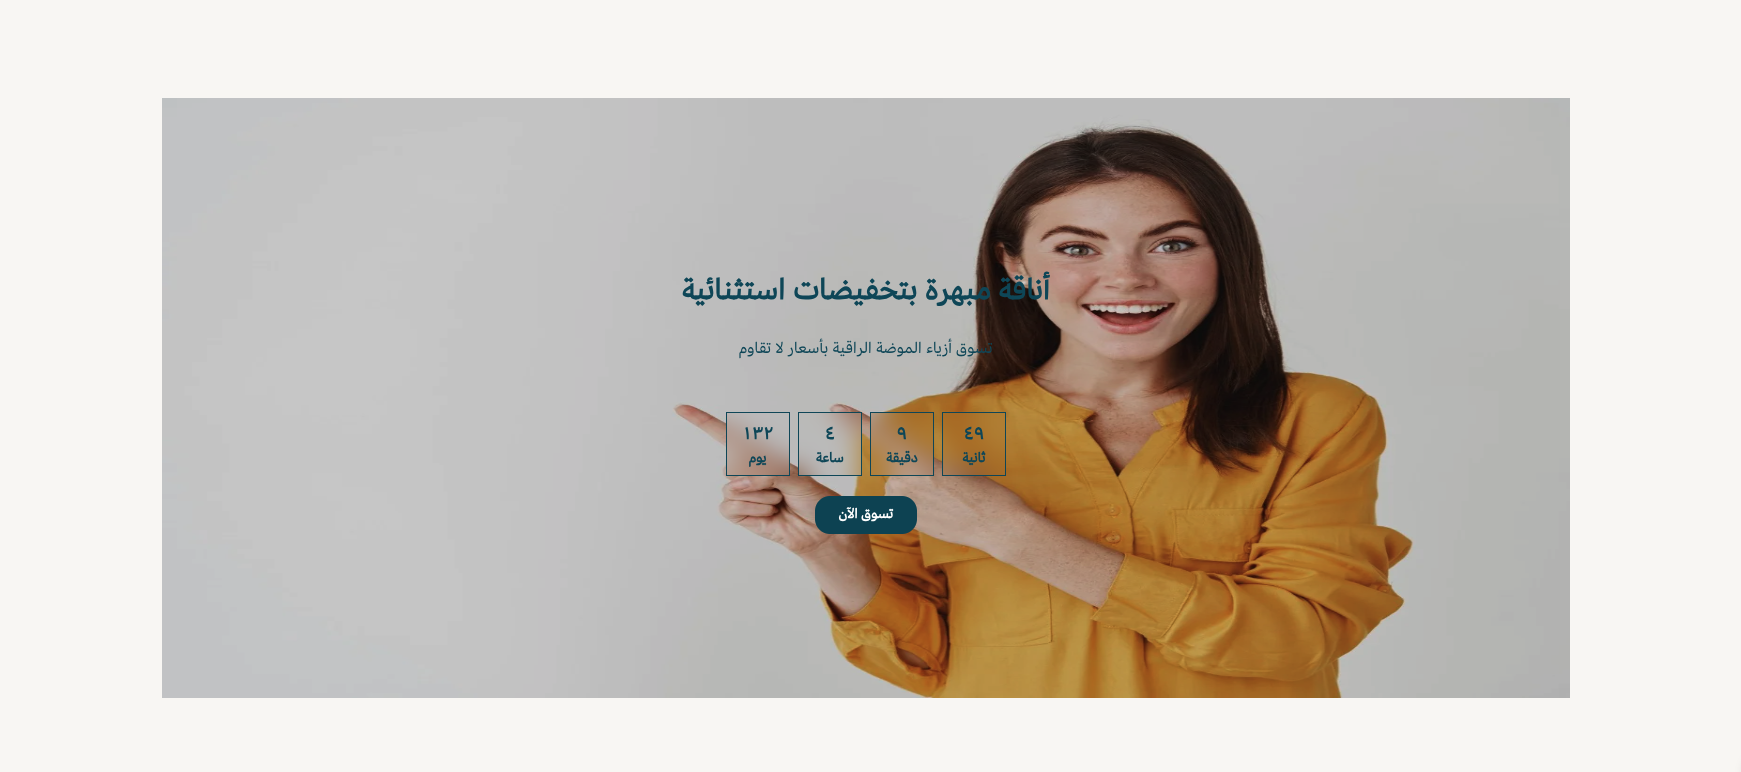 أناقة مبهرة بتخفيضات استثنائية
تسوق أزياء الموضة الراقية بأسعار لا تقاوم
٤٩ ٩ ٤ ١٣٢
ثانية دقيقة ساعة يوم
تسوق الآن